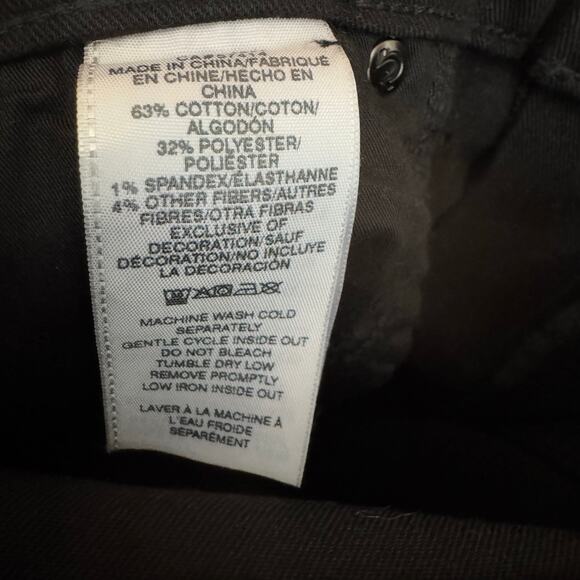 MADE IN CHINA/FABRIQUÉ
EN CHINE/HECHO EN
CHINA
63% COTTON/COTON/
ALGODÓN
32% POLYESTER/
POLIÉSTER
1% SPANDEX/ÉLASTHANNE
4% OTHER FIBERS/AUTRES
FIBRES/OTRA FIBRAS
EXCLUSIVE OF
DECORATION/SAUF
DÉCORATION/NO INCLUYE
LA DECORACIÓN
MACHINE WASH COLD
SEPARATELY
GENTLE CYCLE INSIDE OUT
DO NOT BLEACH
TUMBLE DRY LOW
REMOVE PROMPTLY
LOW IRON INSIDE OUT
LAVER À LA MACHINE À
L'EAU FROIDE
SÉPARÉMENT